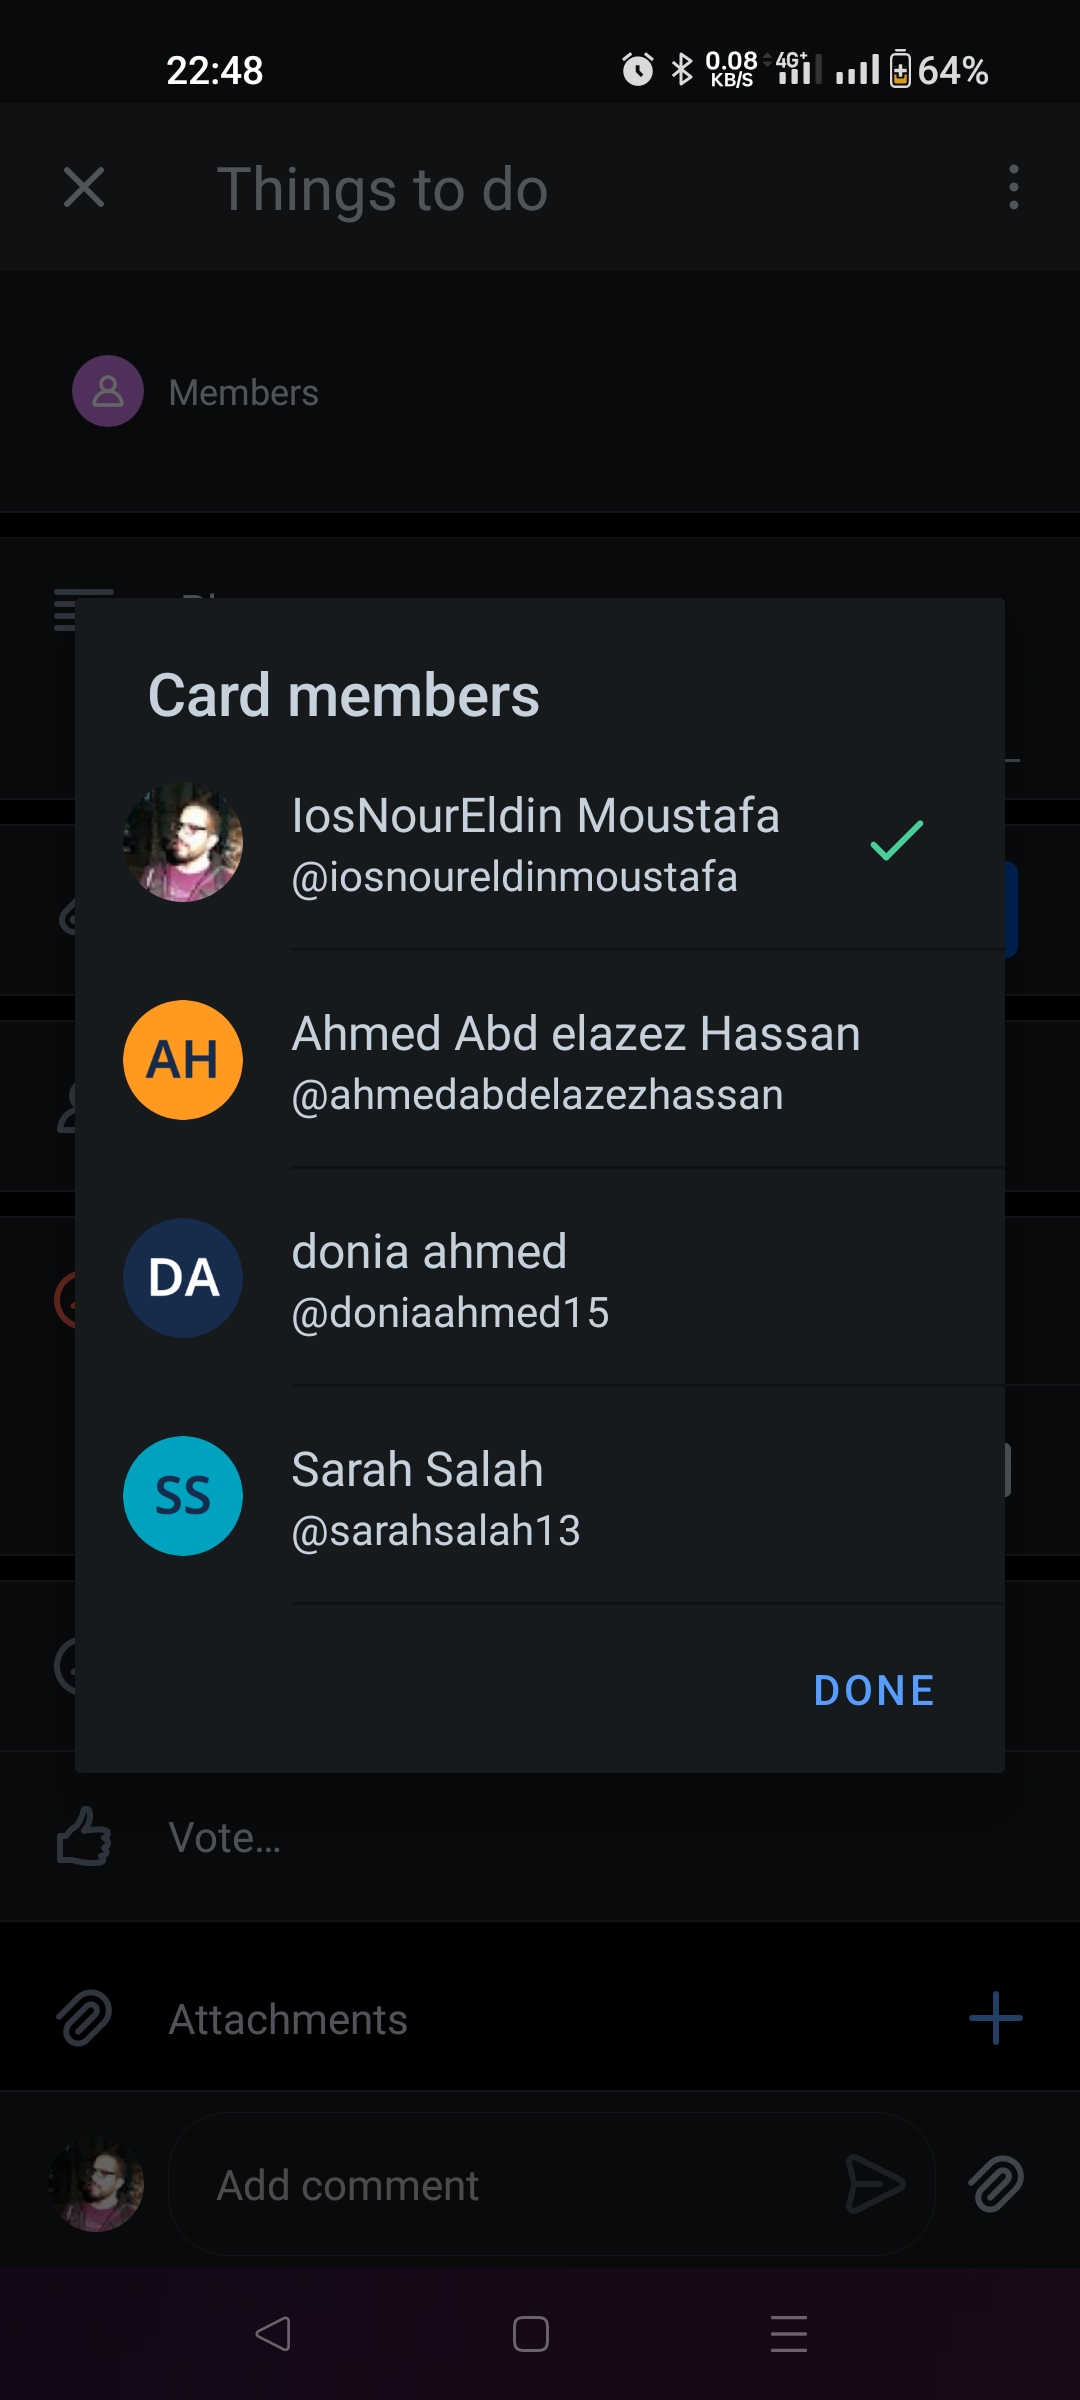 22:48
0.08
KB/S
4G+
64%
Things to do
Members
Card members
IosNourEldin Moustafa
@iosnoureldinmoustafa
AH
Ahmed Abd elazez Hassan
@ahmedabdelazezhassan
DA
donia ahmed
@doniaahmed15
SS
Sarah Salah
@sarahsalah13
DONE
Vote…
Attachments
Add comment